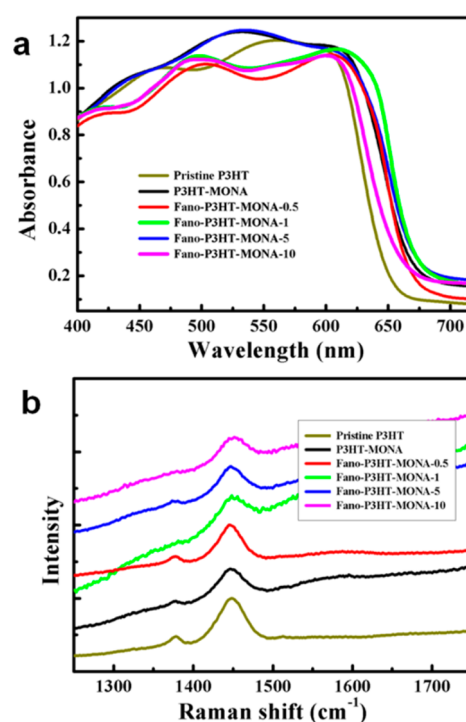 a
1.2
1.0
0.8
0.6
0.4
0.2
Absorbance
Pristine P3HT
P3HT-MONA
Fano-P3HT-MONA-0.5
Fano-P3HT-MONA-1
Fano-P3HT-MONA-5
Fano-P3HT-MONA-10
400 450 500 550 600 650 700
Wavelength (nm)
b
Intensity
Pristine P3HT
P3HT-MONA
Fano-P3HT-MONA-0.5
Fano-P3HT-MONA-1
Fano-P3HT-MONA-5
Fano-P3HT-MONA-10
1300 1400 1500 1600 1700
Raman shift (cm⁻¹)